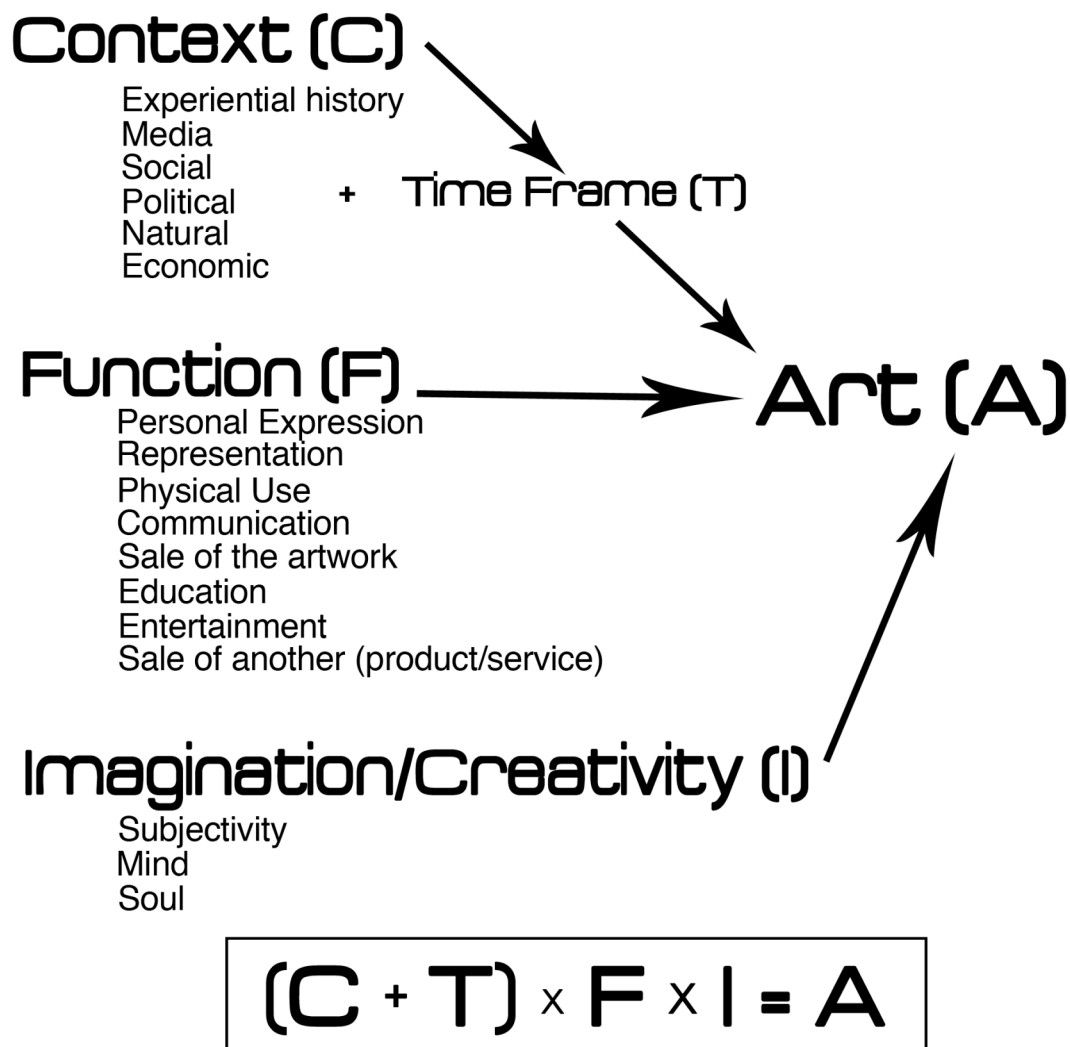 Context (C)
Experiential history
Media
Social
Political
Natural
Economic
+ Time Frame (T)
Function (F)
Personal Expression
Representation
Physical Use
Communication
Sale of the artwork
Education
Entertainment
Sale of another (product/service)
Art (A)
Imagination/Creativity (I)
Subjectivity
Mind
Soul
(C + T) x F x I = A